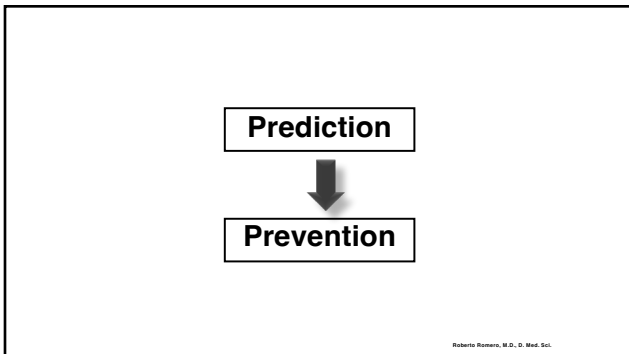 Prediction
Prevention
Roberto Romero, M.D., D. Med. Sci.